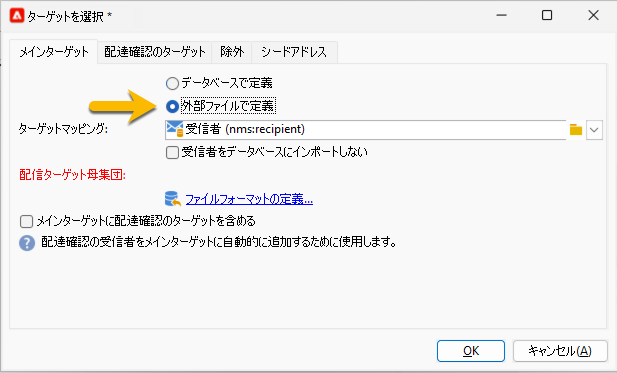 ターゲットを選択 *
メインターゲット 配達確認のターゲット 除外 シードアドレス
データベースで定義
外部ファイルで定義
ターゲットマッピング: 受信者 (nms:recipient)
受信者をデータベースにインポートしない
配信ターゲット母集団:
ファイルフォーマットの定義...
メインターゲットに配達確認のターゲットを含める
配達確認の受信者をメインターゲットに自動的に追加するために使用します。
OK キャンセル(A)